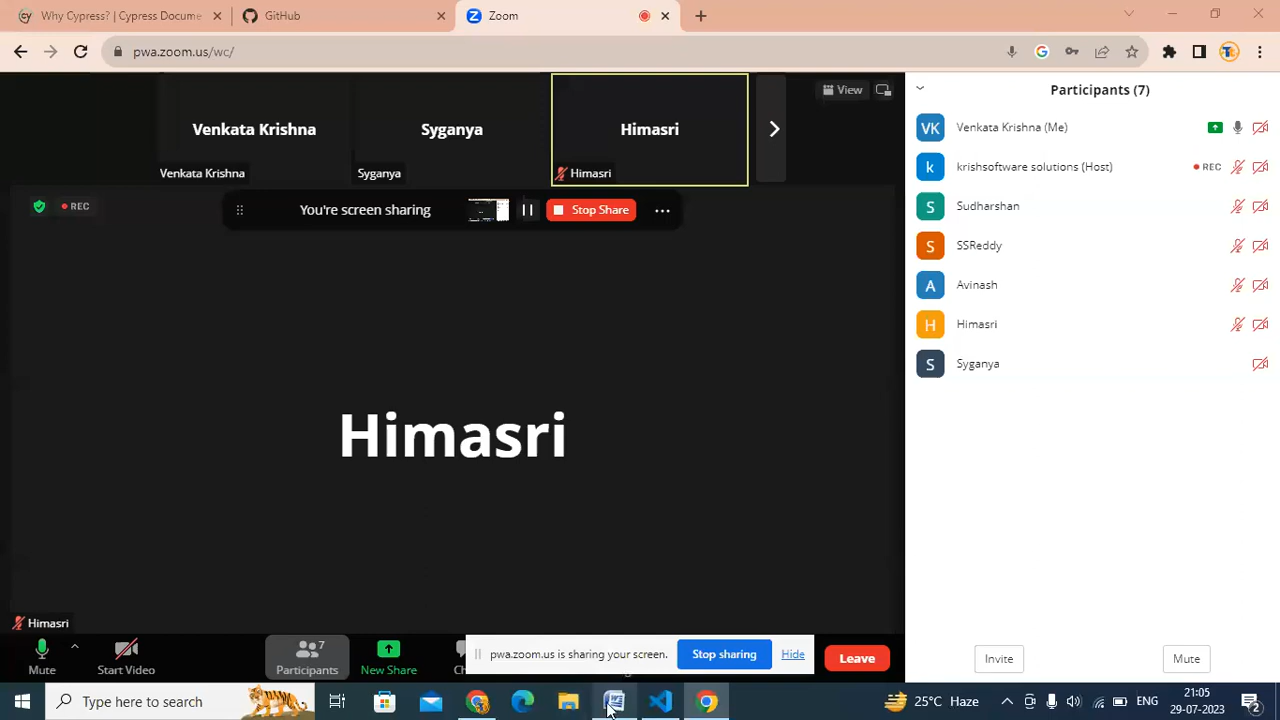 Why Cypress? | Cypress Docume
GitHub
Zoom
pwa.zoom.us/wc/
Venkata Krishna
Syganya
Himasri
View
Venkata Krishna
Syganya
Himasri
REC
You're screen sharing
Stop Share
Himasri
Himasri
Participants (7)
VK Venkata Krishna (Me)
k krishsoftware solutions (Host) REC
S Sudharshan
S SSReddy
A Avinash
H Himasri
S Syganya
Mute
Start Video
7
Participants
New Share
pwa.zoom.us is sharing your screen.
Stop sharing
Hide
Leave
Invite
Mute
Type here to search
25°C Haze
ENG
21:05
29-07-2023
2